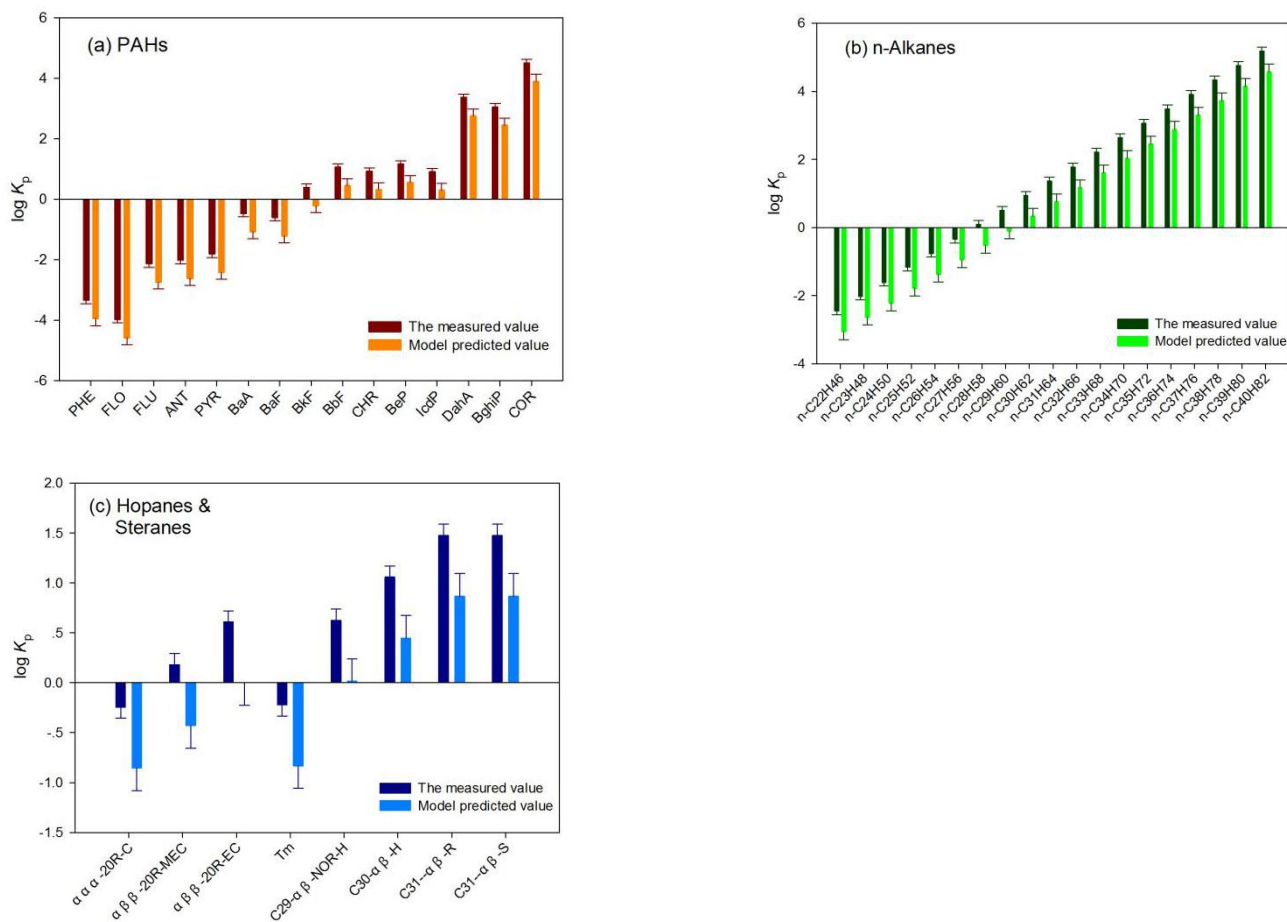 (a) PAHs
log Kp
6
4
2
0
-2
-4
-6
The measured value
Model predicted value
PHE
FLO
FLU
ANT
PYR
BaA
BaF
BkF
BbF
CHR
BeP
IcdP
DahA
BghiP
COR
(b) n-Alkanes
log Kp
6
4
2
0
-2
-4
The measured value
Model predicted value
n-C22H46
n-C23H48
n-C24H50
n-C25H52
n-C26H54
n-C27H56
n-C28H58
n-C29H60
n-C30H62
n-C31H64
n-C32H66
n-C33H68
n-C34H70
n-C35H72
n-C36H74
n-C37H76
n-C38H78
n-C39H80
n-C40H82
(c) Hopanes &
Steranes
log Kp
2.0
1.5
1.0
.5
0.0
-.5
-1.0
-1.5
The measured value
Model predicted value
α α α -20R-C
α β β -20R-MEC
α β β -20R-EC
Tm
C29-α β -NOR-H
C30-α β -H
C31--α β -R
C31--α β -S